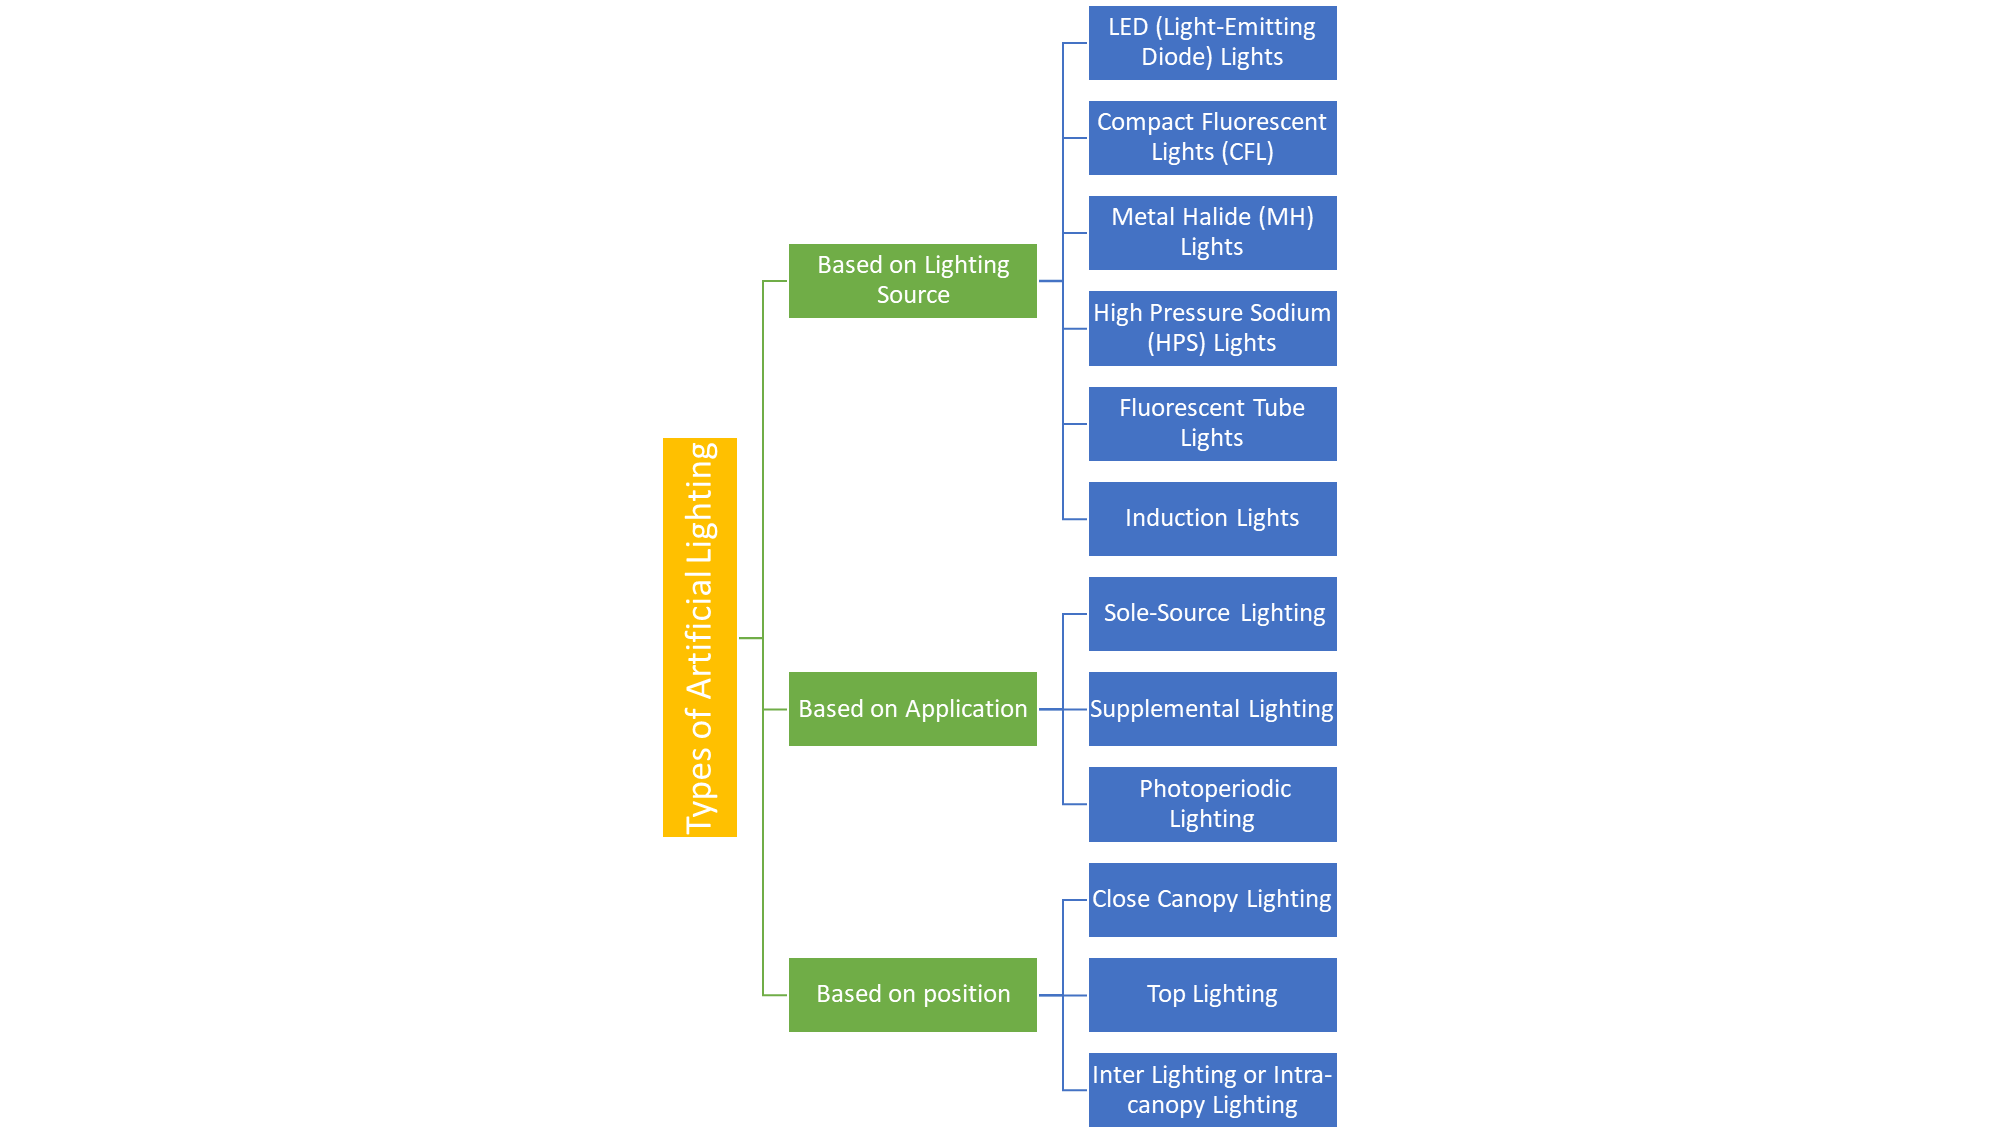 Types of Artificial Lighting
Based on Lighting
Source
LED (Light-Emitting
Diode) Lights
Compact Fluorescent
Lights (CFL)
Metal Halide (MH)
Lights
High Pressure Sodium
(HPS) Lights
Fluorescent Tube
Lights
Induction Lights
Based on Application
Sole-Source Lighting
Supplemental Lighting
Photoperiodic
Lighting
Based on position
Close Canopy Lighting
Top Lighting
Inter Lighting or Intra-
canopy Lighting